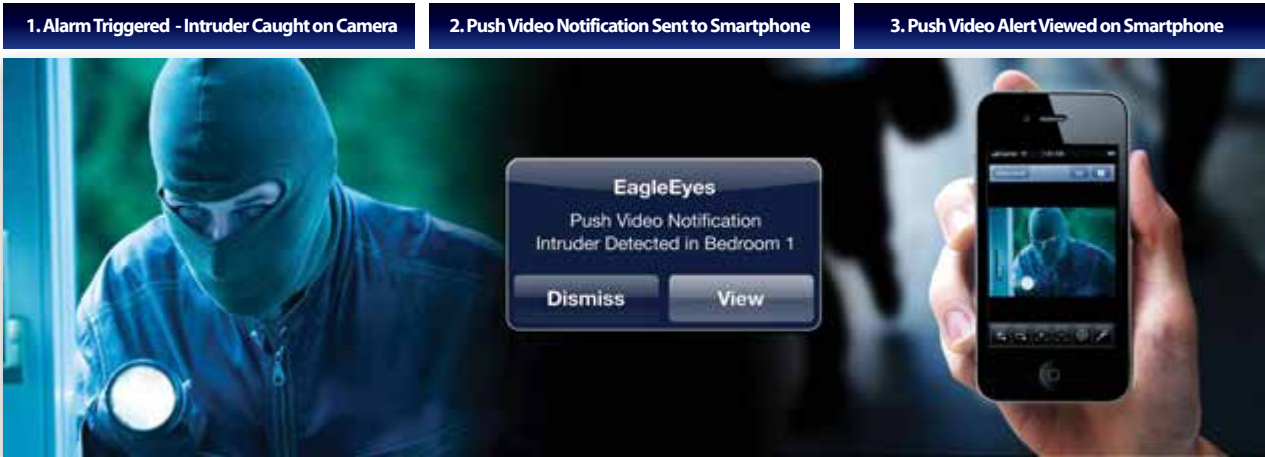 1. Alarm Triggered - Intruder Caught on Camera
2. Push Video Notification Sent to Smartphone
3. Push Video Alert Viewed on Smartphone
EagleEyes
Push Video Notification
Intruder Detected in Bedroom 1
Dismiss
View